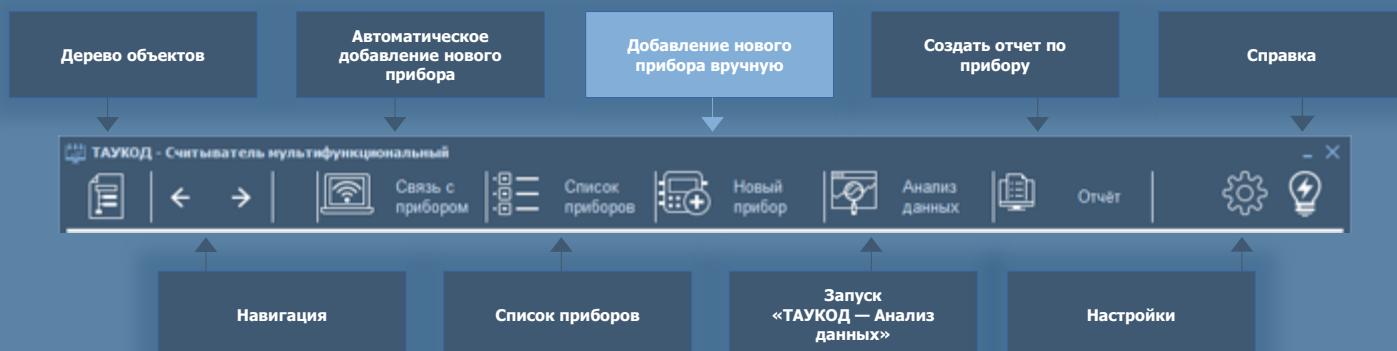 Дерево объектов
Автоматическое
добавление нового
прибора
Добавление нового
прибора вручную
Создать отчет по
прибору
Справка
ТАУКОД - Считыватель мультифункциональный
Связь с
прибором
Список
приборов
Новый
прибор
Анализ
данных
Отчёт
Навигация
Список приборов
Запуск
«ТАУКОД — Анализ
данных»
Настройки